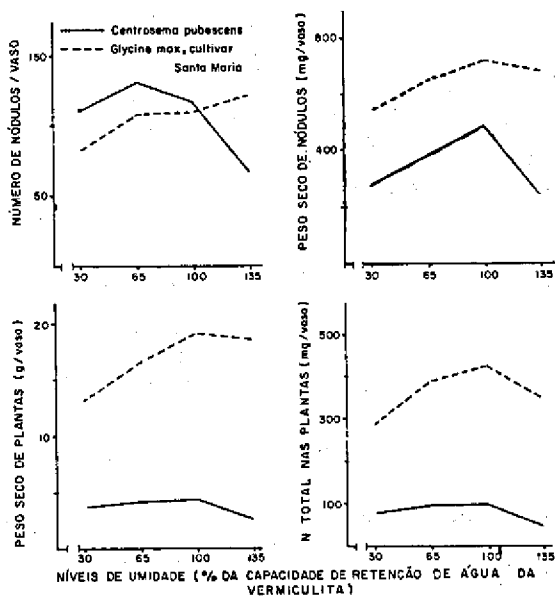 NÚMERO DE NÓDULOS / VASO
150
50
Centrosema pubescens
Glycine max, cultivar
Santa Maria
30 65 100 135
PESO SECO DE NÓDULOS (mg/vaso)
600
400
30 65 100 135
PESO SECO DE PLANTAS (g/vaso)
20
10
30 65 100 135
N TOTAL NAS PLANTAS (mg/vaso)
500
300
100
30 65 100 135
NÍVEIS DE UMIDADE (% DA CAPACIDADE DE RETENÇÃO DE ÁGUA DA
VERMICULITA)